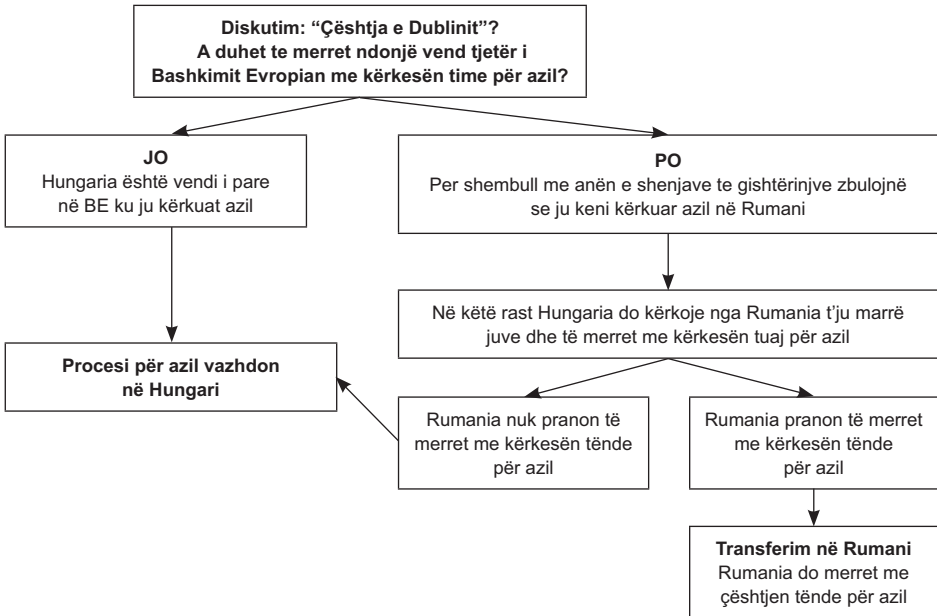 Diskutim: “Çështja e Dublinit”?
A duhet te merret ndonjë vend tjetër i
Bashkimit Evropian me kërkesën time për azil?
JO
Hungaria është vendi i pare
në BE ku ju kërkuat azil
PO
Per shembull me anën e shenjave te gishtërinjve zbulojnë
se ju keni kërkuar azil në Rumani
Në këtë rast Hungaria do kërkoje nga Rumania t’ju marrë
juve dhe të merret me kërkesën tuaj për azil
Procesi për azil vazhdon
në Hungari
Rumania nuk pranon të
merret me kërkesën tënde
për azil
Rumania pranon të merret
me kërkesën tënde
për azil
Transferim në Rumani
Rumania do merret me
çështjen tënde për azil